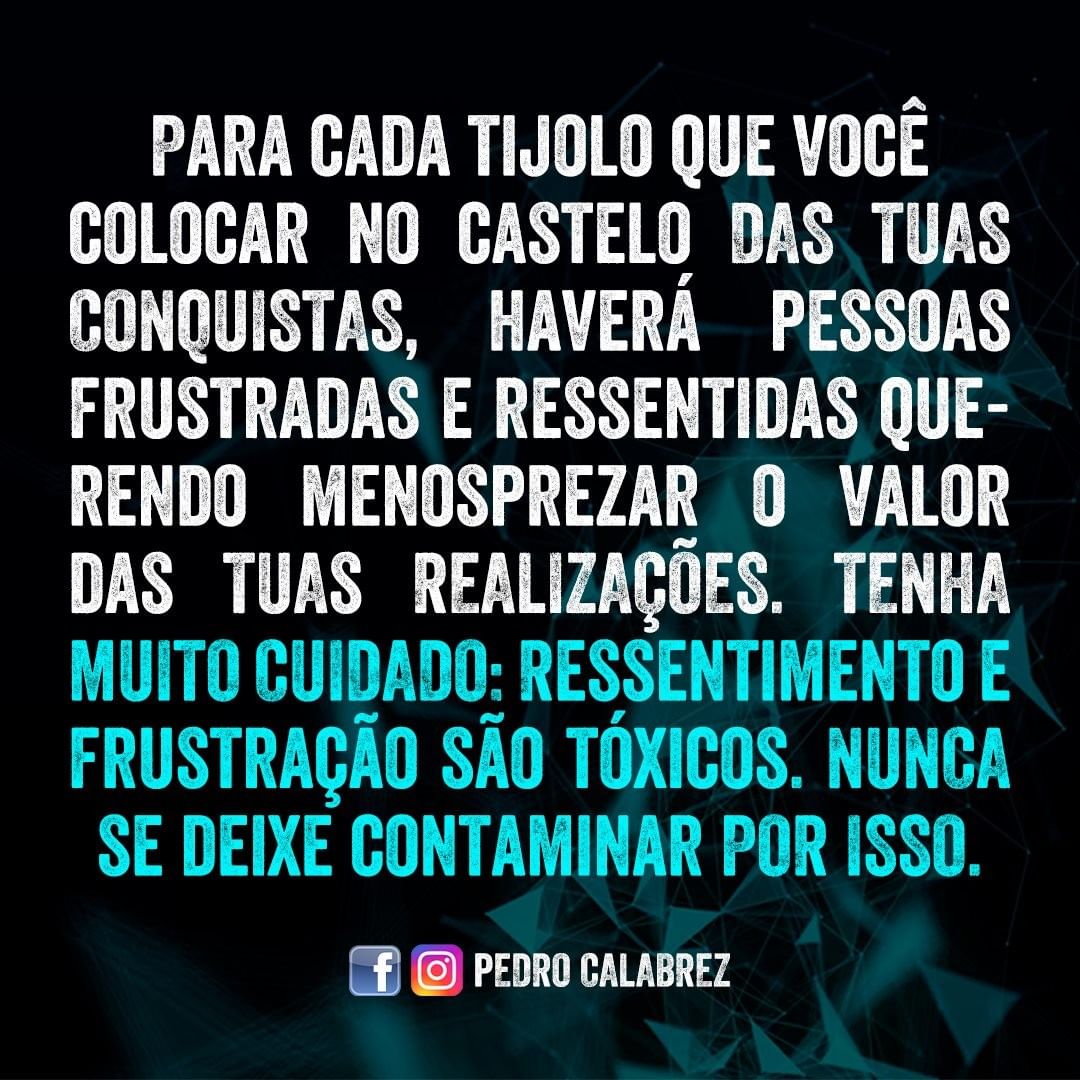 PARA CADA TIJOLO QUE VOCÊ
COLOCAR NO CASTELO DAS TUAS
CONQUISTAS, HAVERÁ PESSOAS
FRUSTRADAS E RESSENTIDAS QUE-
RENDO MENOSPREZAR O VALOR
DAS TUAS REALIZAÇÕES. TENHA
MUITO CUIDADO: RESSENTIMENTO E
FRUSTRAÇÃO SÃO TÓXICOS. NUNCA
SE DEIXE CONTAMINAR POR ISSO.
PEDRO CALABREZ